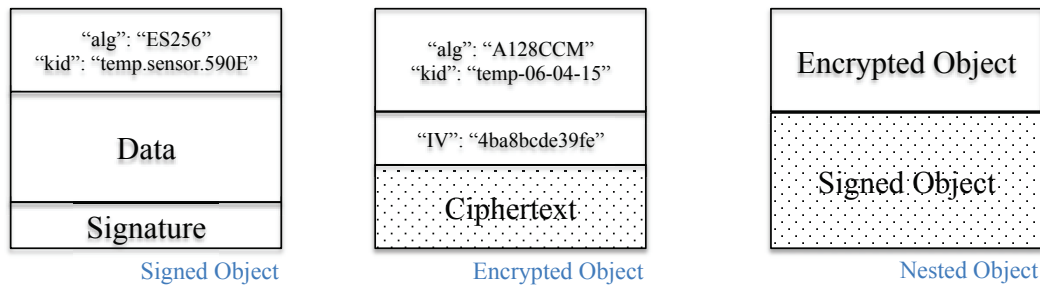 “alg”: “ES256”
“kid”: “temp.sensor.590E”
Data
Signature
Signed Object
“alg”: “A128CCM”
“kid”: “temp-06-04-15”
“IV”: “4ba8bcde39fe”
Ciphertext
Encrypted Object
Encrypted Object
Signed Object
Nested Object